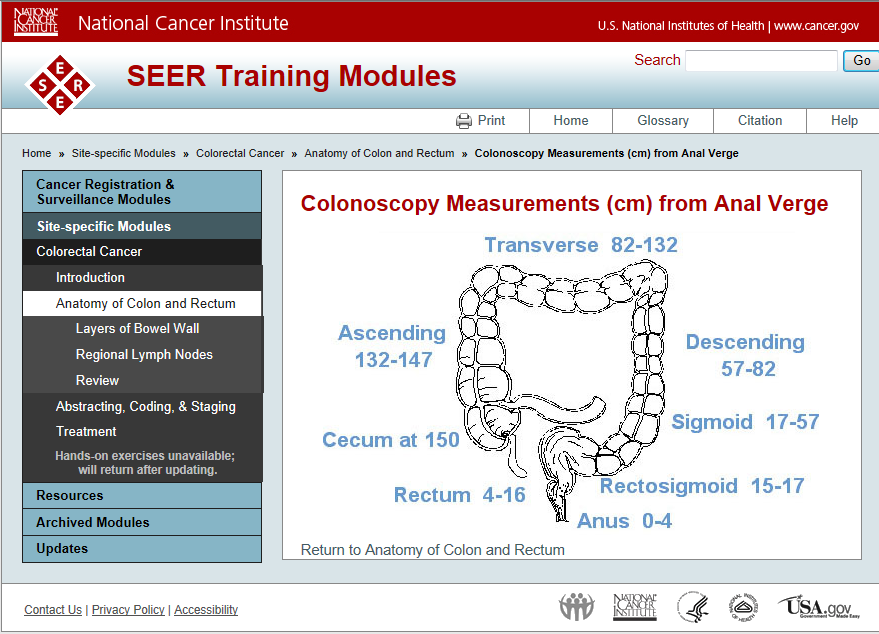 NATIONAL CANCER INSTITUTE
National Cancer Institute
U.S. National Institutes of Health | www.cancer.gov
S E E R
SEER Training Modules
Search
Go
Print
Home
Glossary
Citation
Help
Home » Site-specific Modules » Colorectal Cancer » Anatomy of Colon and Rectum » Colonoscopy Measurements (cm) from Anal Verge
Cancer Registration &
Surveillance Modules
Site-specific Modules
Colorectal Cancer
Introduction
Anatomy of Colon and Rectum
Layers of Bowel Wall
Regional Lymph Nodes
Review
Abstracting, Coding, & Staging
Treatment
Hands-on exercises unavailable;
will return after updating.
Resources
Archived Modules
Updates
Colonoscopy Measurements (cm) from Anal Verge
Transverse 82-132
Ascending
132-147
Descending
57-82
Sigmoid 17-57
Cecum at 150
Rectum 4-16
Rectosigmoid 15-17
Anus 0-4
Return to Anatomy of Colon and Rectum
Contact Us | Privacy Policy | Accessibility
NATIONAL CANCER INSTITUTE
NATIONAL INSTITUTES OF HEALTH
USA.gov
Government Made Easy